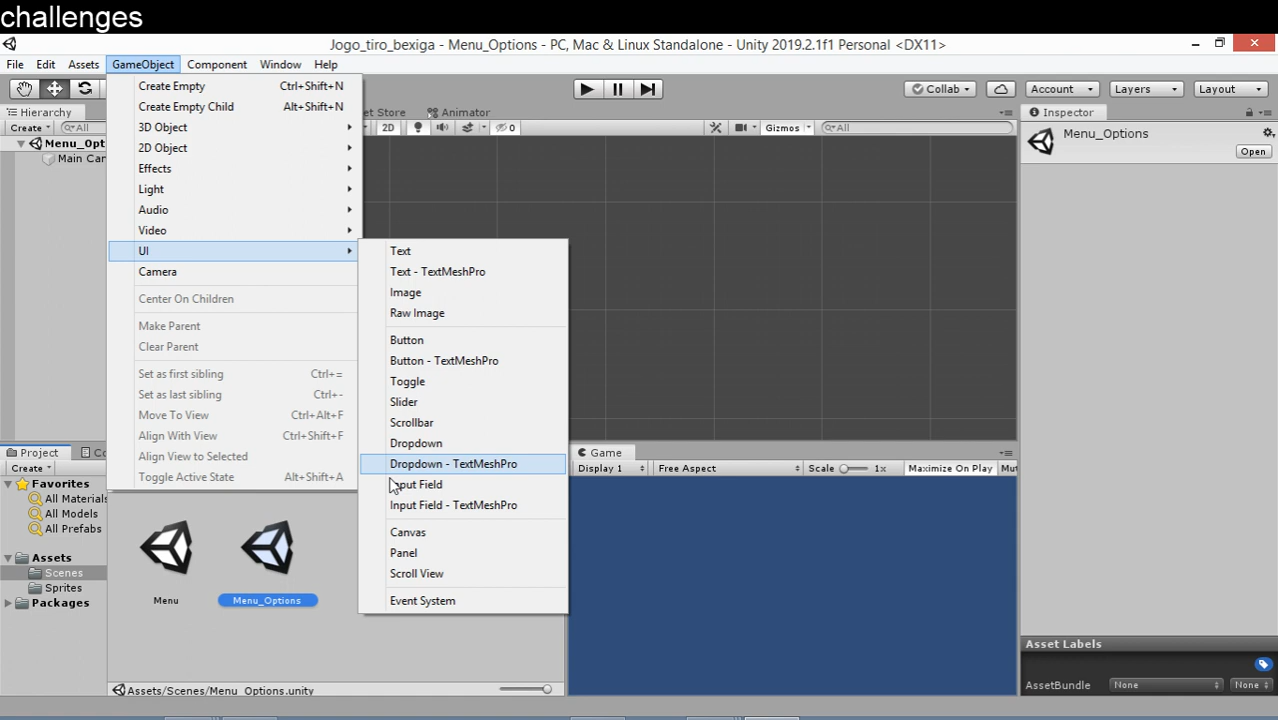 challenges
Jogo_tiro_bexiga - Menu_Options - PC, Mac & Linux Standalone - Unity 2019.2.1f1 Personal <DX11>
File Edit Assets GameObject Component Window Help
Collab Account Layers Layout
Hierarchy
Create All
Menu_Opt
Main Car
Create Empty Ctrl+Shift+N
Create Empty Child Alt+Shift+N
3D Object
2D Object
Effects
Light
Audio
Video
UI
Camera
Center On Children
Make Parent
Clear Parent
Set as first sibling Ctrl+=
Set as last sibling Ctrl+-
Move To View Ctrl+Alt+F
Align With View Ctrl+Shift+F
Align View to Selected
Toggle Active State Alt+Shift+A
Text
Text - TextMeshPro
Image
Raw Image
Button
Button - TextMeshPro
Toggle
Slider
Scrollbar
Dropdown
Dropdown - TextMeshPro
Input Field
Input Field - TextMeshPro
Canvas
Panel
Scroll View
Event System
et Store Animator
2D 0 Gizmos All
Inspector
Menu_Options
Open
Game
Display 1 Free Aspect Scale 1x Maximize On Play Mut
Project Co
Create
Favorites
All Materials
All Models
All Prefabs
Assets
Scenes
Sprites
Packages
Menu Menu_Options
Assets/Scenes/Menu_Options.unity
Asset Labels
AssetBundle None None